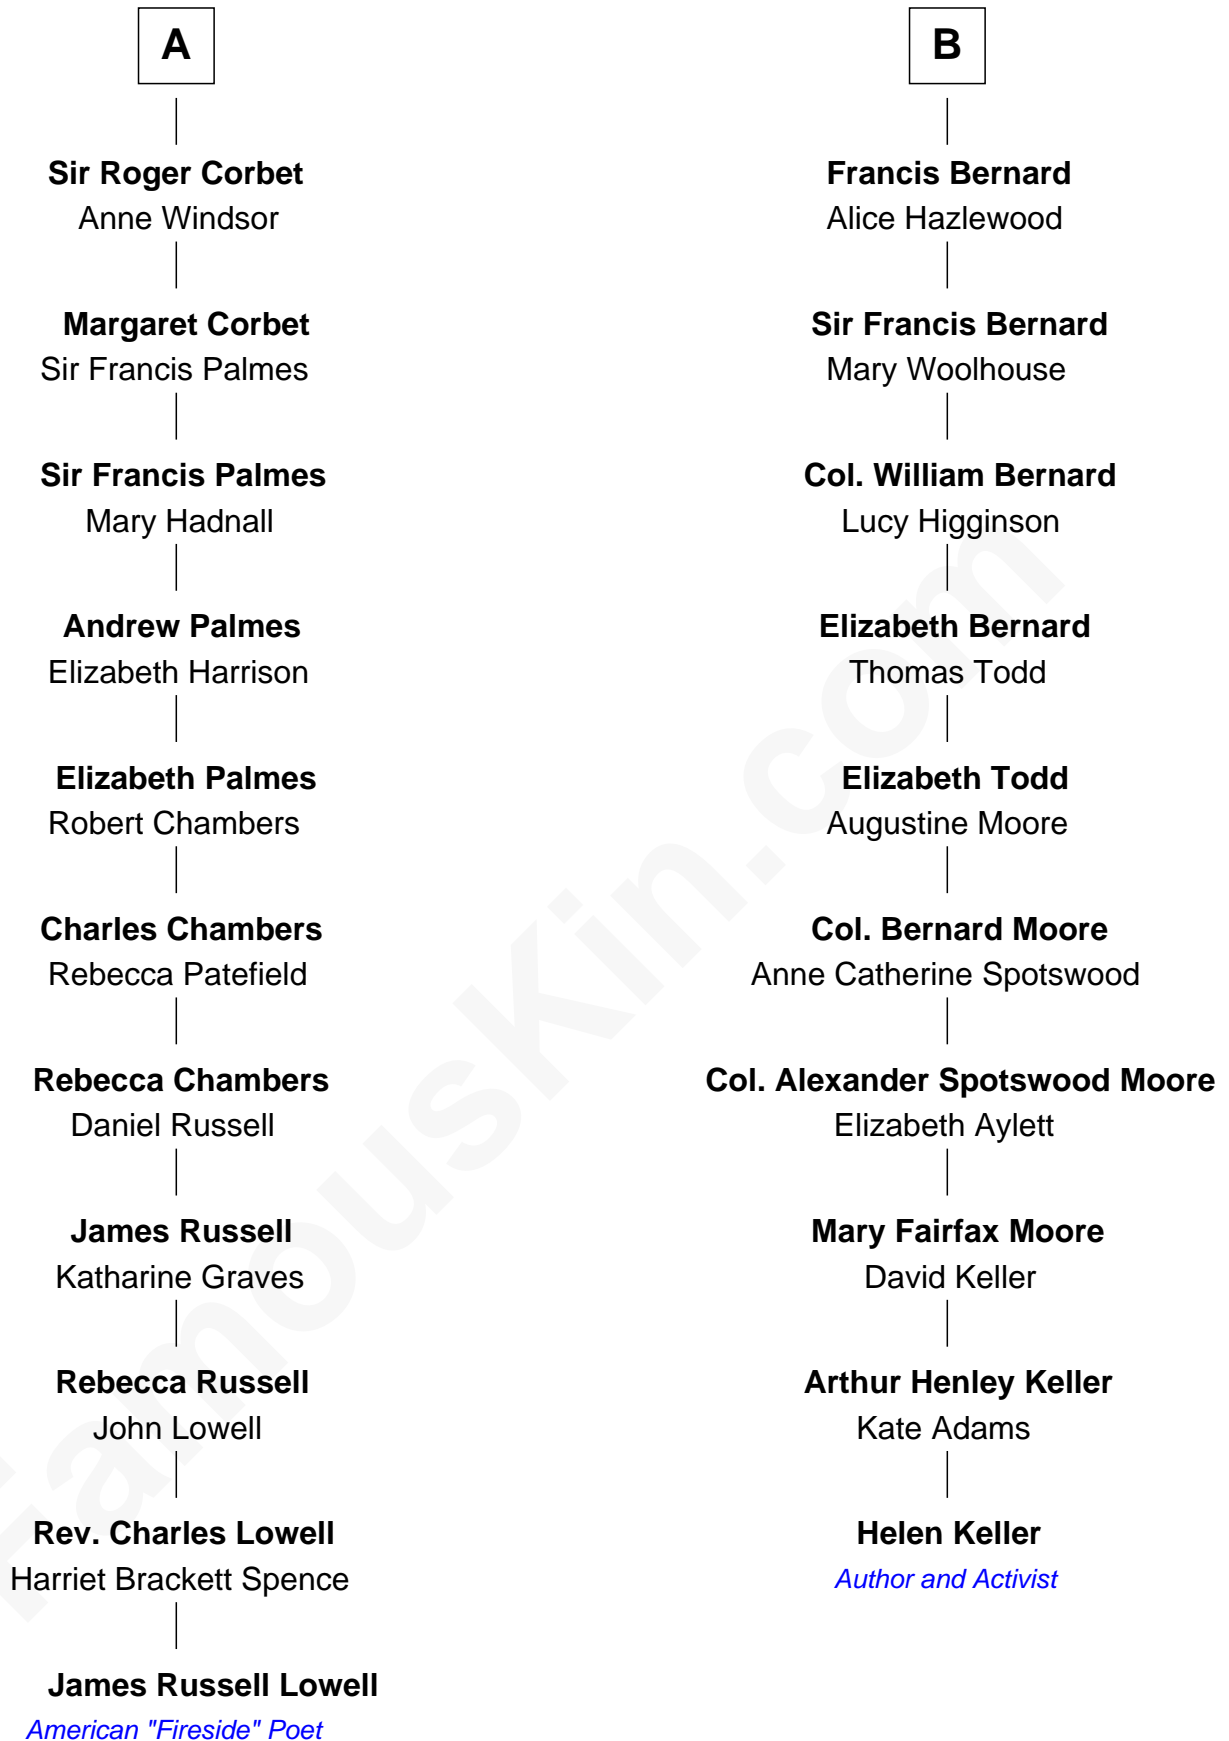 A
Sir Roger Corbet
Anne Windsor
Margaret Corbet
Sir Francis Palmes
Sir Francis Palmes
Mary Hadnall
Andrew Palmes
Elizabeth Harrison
Elizabeth Palmes
Robert Chambers
Charles Chambers
Rebecca Patefield
Rebecca Chambers
Daniel Russell
James Russell
Katharine Graves
Rebecca Russell
John Lowell
Rev. Charles Lowell
Harriet Brackett Spence
James Russell Lowell
American "Fireside" Poet
B
Francis Bernard
Alice Hazlewood
Sir Francis Bernard
Mary Woolhouse
Col. William Bernard
Lucy Higginson
Elizabeth Bernard
Thomas Todd
Elizabeth Todd
Augustine Moore
Col. Bernard Moore
Anne Catherine Spotswood
Col. Alexander Spotswood Moore
Elizabeth Aylett
Mary Fairfax Moore
David Keller
Arthur Henley Keller
Kate Adams
Helen Keller
Author and Activist
FamousKin.com